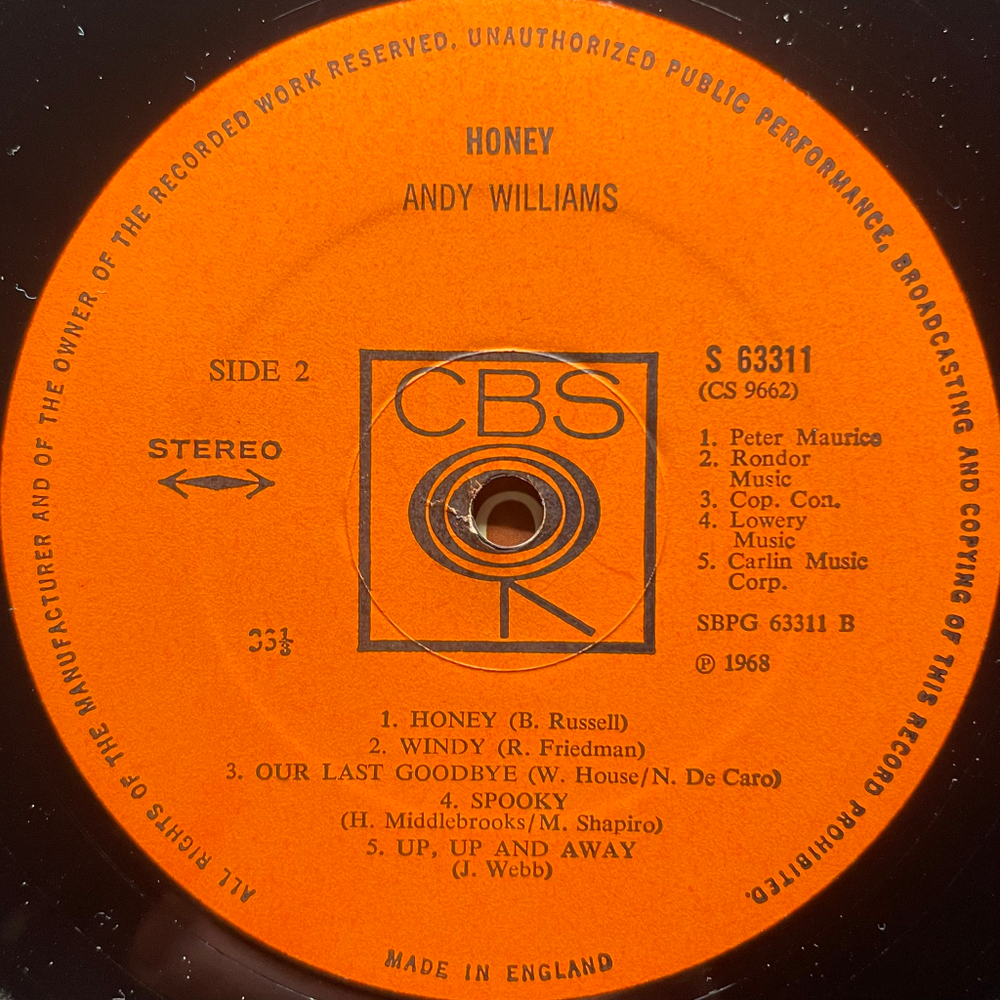 ALL RIGHTS OF THE MANUFACTURER AND OF THE OWNER OF THE RECORDED WORK RESERVED. UNAUTHORIZED PUBLIC PERFORMANCE, BROADCASTING AND COPYING OF THIS RECORD PROHIBITED.
HONEY
ANDY WILLIAMS
SIDE 2
STEREO
33⅓
CBS
S 63311
(CS 9662)
1. Peter Maurice
2. Rondor
Music
3. Cop. Con.
4. Lowery
Music
5. Carlin Music
Corp.
SBPG 63311 B
℗ 1968
1. HONEY (B. Russell)
2. WINDY (R. Friedman)
3. OUR LAST GOODBYE (W. House/N. De Caro)
4. SPOOKY
(H. Middlebrooks/M. Shapiro)
5. UP, UP AND AWAY
(J. Webb)
MADE IN ENGLAND